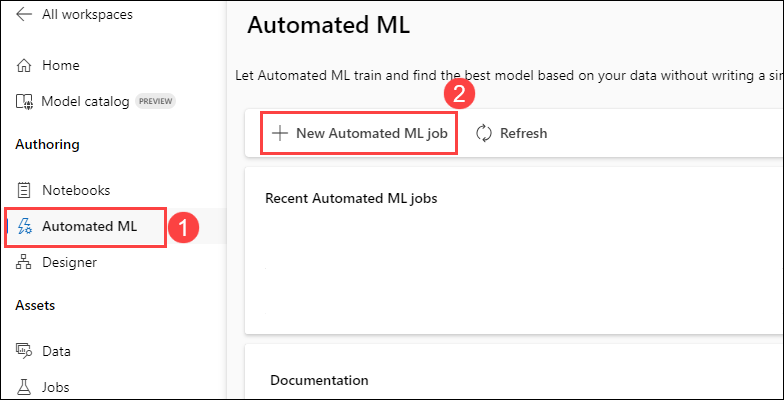 All workspaces
Home
Model catalog PREVIEW
Authoring
Notebooks
Automated ML
1
Designer
Assets
Data
Jobs
Automated ML
Let Automated ML train and find the best model based on your data without writing a
2
New Automated ML job Refresh
Recent Automated ML jobs
Documentation